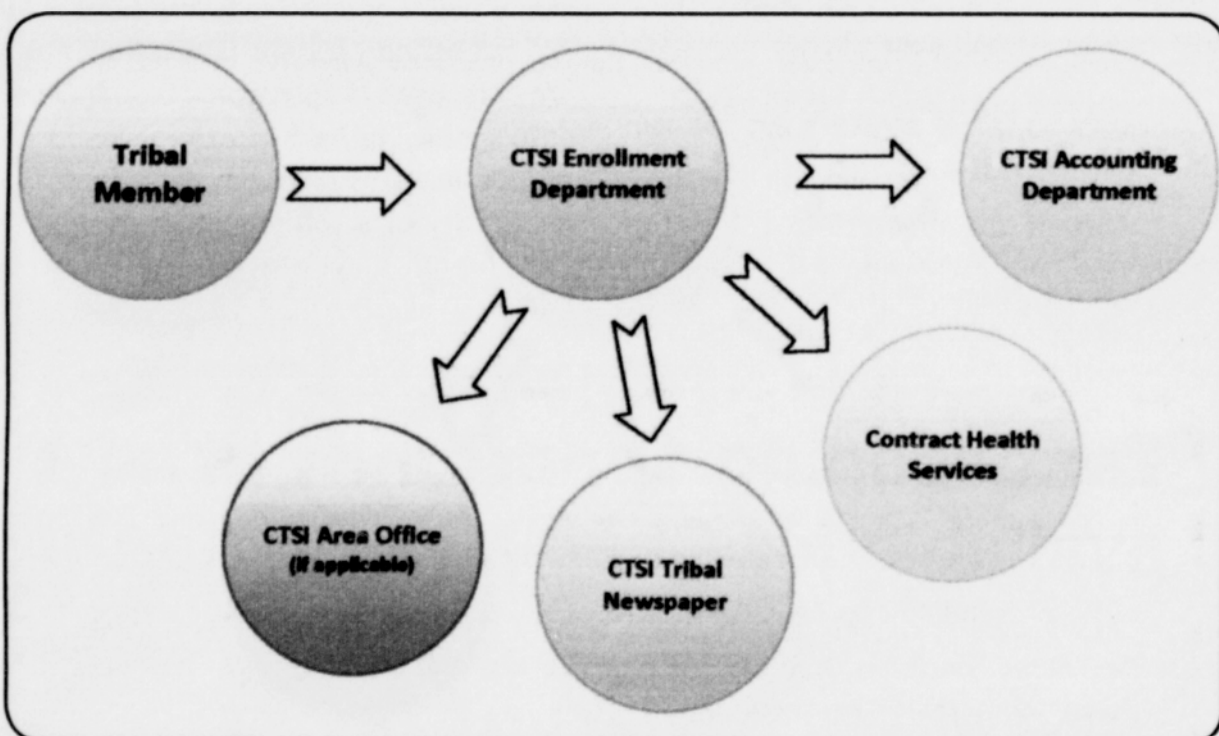 Tribal
Member
CTSI Enrollment
Department
CTSI Accounting
Department
Contract Health
Services
CTSI Area Office
(if applicable)
CTSI Tribal
Newspaper